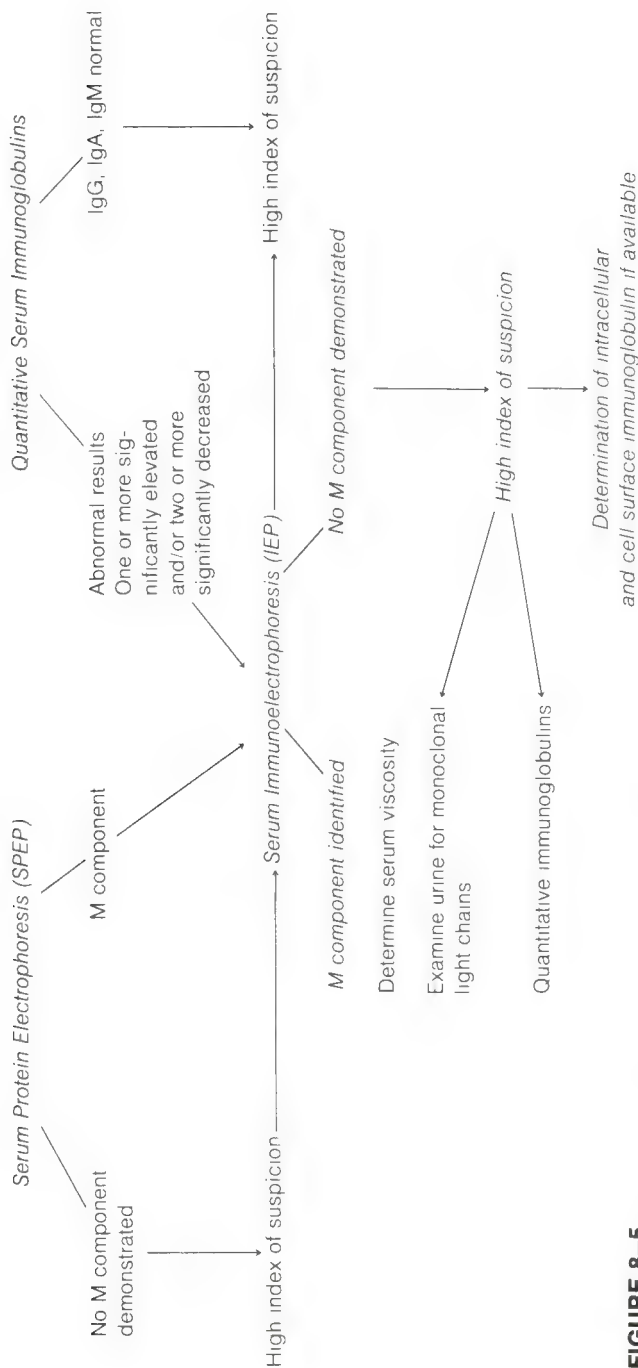 Serum Protein Electrophoresis (SPEP)
No M component
demonstrated
M component
High index of suspicion
Quantitative Serum Immunoglobulins
Abnormal results
One or more sig-
nificantly elevated
and/or two or more
significantly decreased
IgG, IgA, IgM normal
Serum Immunoelectrophoresis (IEP)
High index of suspicion
M component identified
Determine serum viscosity
Examine urine for monoclonal
light chains
Quantitative immunoglobulins
No M component demonstrated
High index of suspicion
Determination of intracellular
and cell surface immunoglobulin if available
FIGURE 8-5